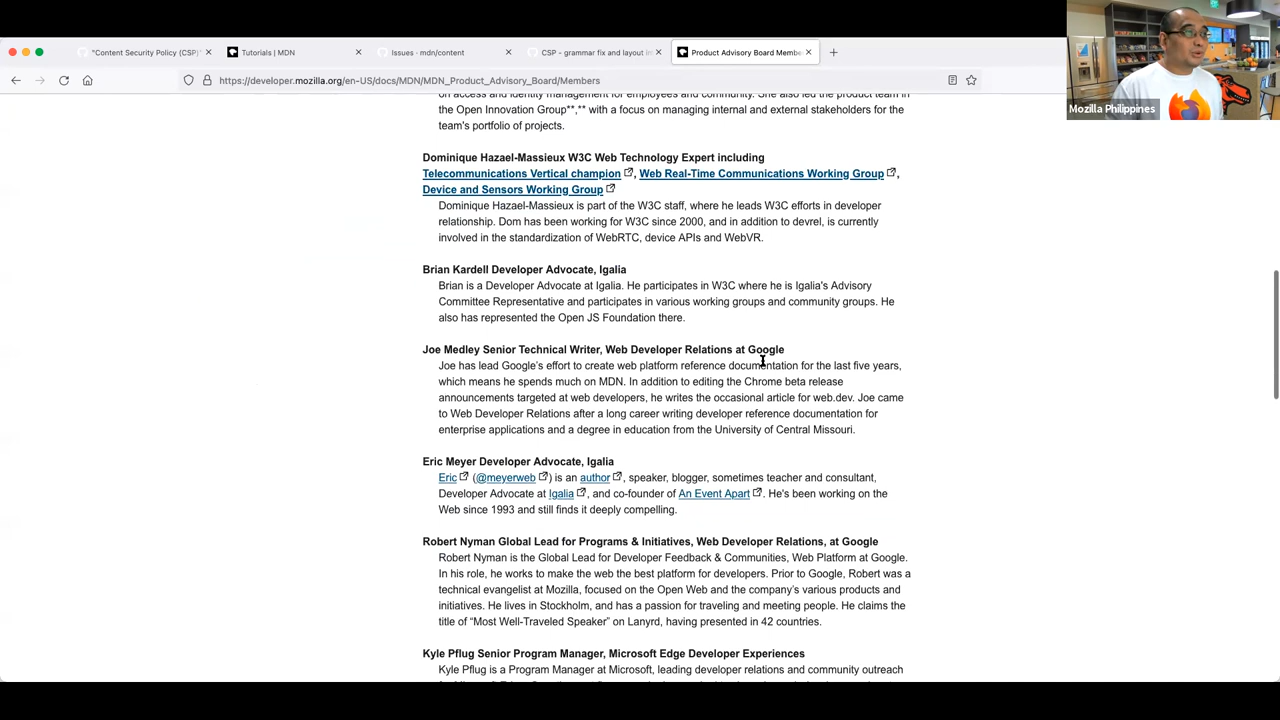 "Content Security Policy (CSP)"
Tutorials | MDN
Issues · mdn/content
CSP - grammar fix and layout
Product Advisory Board Membe
https://developer.mozilla.org/en-US/docs/MDN/MDN_Product_Advisory_Board/Members
Mozilla Philippines
on access and identity management for employees and community. She also led the product team in
the Open Innovation Group**,** with a focus on managing internal and external stakeholders for the
team's portfolio of projects.
Dominique Hazael-Massieux W3C Web Technology Expert including
Telecommunications Vertical champion, Web Real-Time Communications Working Group,
Device and Sensors Working Group
Dominique Hazael-Massieux is part of the W3C staff, where he leads W3C efforts in developer
relationship. Dom has been working for W3C since 2000, and in addition to devrel, is currently
involved in the standardization of WebRTC, device APIs and WebVR.
Brian Kardell Developer Advocate, Igalia
Brian is a Developer Advocate at Igalia. He participates in W3C where he is Igalia's Advisory
Committee Representative and participates in various working groups and community groups. He
also has represented the Open JS Foundation there.
Joe Medley Senior Technical Writer, Web Developer Relations at Google
Joe has lead Google's effort to create web platform reference documentation for the last five years,
which means he spends much on MDN. In addition to editing the Chrome beta release
announcements targeted at web developers, he writes the occasional article for web.dev. Joe came
to Web Developer Relations after a long career writing developer reference documentation for
enterprise applications and a degree in education from the University of Central Missouri.
Eric Meyer Developer Advocate, Igalia
Eric (@meyerweb) is an author, speaker, blogger, sometimes teacher and consultant,
Developer Advocate at Igalia, and co-founder of An Event Apart. He's been working on the
Web since 1993 and still finds it deeply compelling.
Robert Nyman Global Lead for Programs & Initiatives, Web Developer Relations, at Google
Robert Nyman is the Global Lead for Developer Feedback & Communities, Web Platform at Google.
In his role, he works to make the web the best platform for developers. Prior to Google, Robert was a
technical evangelist at Mozilla, focused on the Open Web and the company's various products and
initiatives. He lives in Stockholm, and has a passion for traveling and meeting people. He claims the
title of "Most Well-Traveled Speaker" on Lanyrd, having presented in 42 countries.
Kyle Pflug Senior Program Manager, Microsoft Edge Developer Experiences
Kyle Pflug is a Program Manager at Microsoft, leading developer relations and community outreach